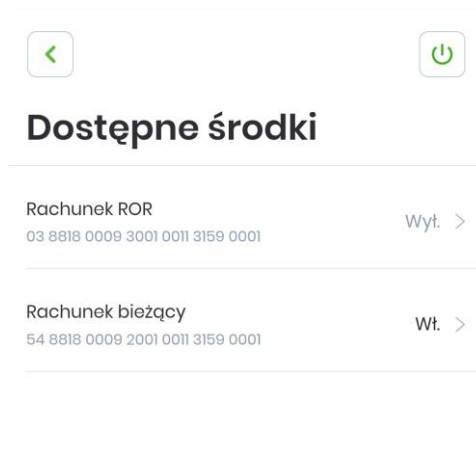 Dostępne środki
Rachunek ROR
03 8818 0009 3001 0011 3159 0001
Wył.
Rachunek bieżący
54 8818 0009 2001 0011 3159 0001
Wł.